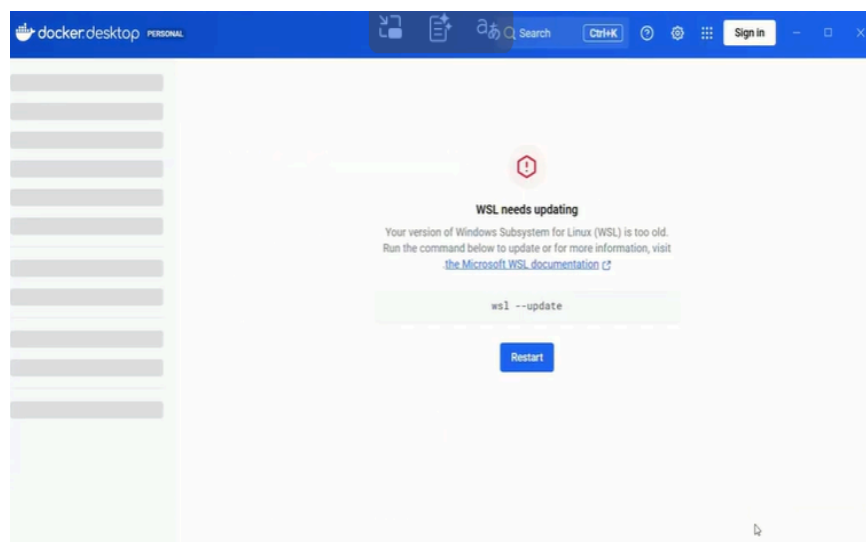 docker.desktop PERSONAL
aあ
Search Ctrl+K
Sign in
WSL needs updating
Your version of Windows Subsystem for Linux (WSL) is too old.
Run the command below to update or for more information, visit
.the Microsoft WSL documentation
wsl --update
Restart